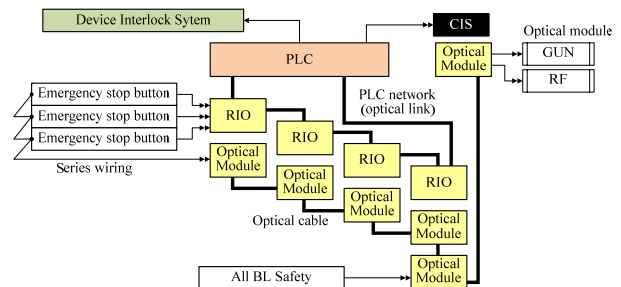 Device Interlock Sytem
CIS
Optical module
PLC
Optical
Module
GUN
RF
Emergency stop button
Emergency stop button
Emergency stop button
PLC network
(optical link)
RIO
RIO
RIO
RIO
Series wiring
Optical
Module
Optical
Module
Optical
Module
Optical cable
Optical
Module
All BL Safety
Optical
Module